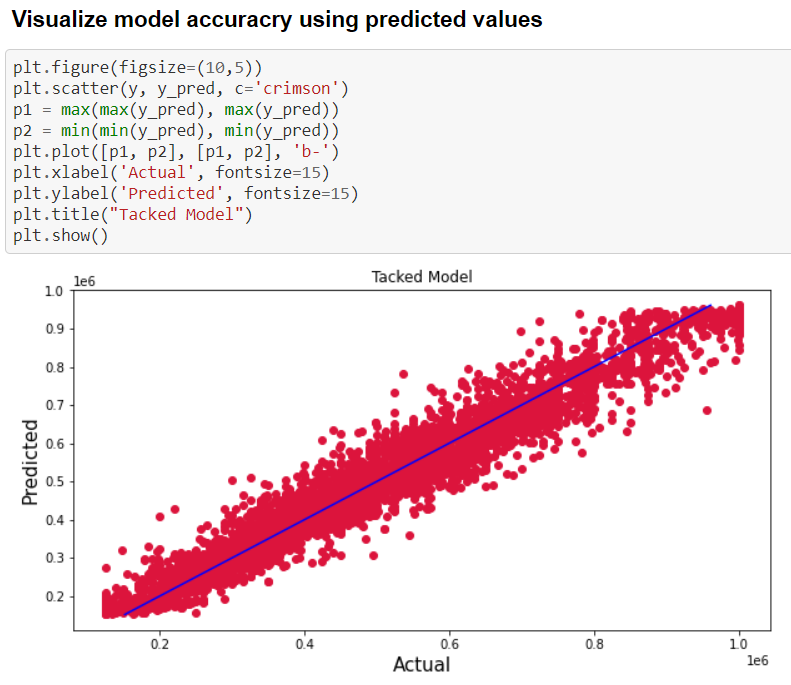 Visualize model accuracry using predicted values
plt.figure(figsize=(10,5))
plt.scatter(y, y_pred, c='crimson')
p1 = max(max(y_pred), max(y_pred))
p2 = min(min(y_pred), min(y_pred))
plt.plot([p1, p2], [p1, p2], 'b-')
plt.xlabel('Actual', fontsize=15)
plt.ylabel('Predicted', fontsize=15)
plt.title("Tacked Model")
plt.show()
Tacked Model
1e6
1.0
0.9
0.8
0.7
0.6
0.5
0.4
0.3
0.2
Predicted
0.2 0.4 0.6 0.8 1.0
1e6
Actual